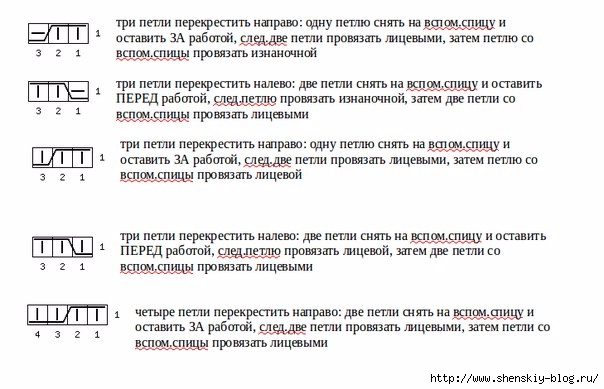 три петли перекрестить направо: одну петлю снять на вспом.спицу и
1
оставить ЗА работой, след.две петли провязать лицевыми, затем петлю со
3 2 1
вспом.спицы провязать изнаночной
три петли перекрестить налево: две петли снять на вспом.спицу и оставить
1
ПЕРЕД работой, след.петлю провязать изнаночной, затем две петли со
3 2 1
вспом.спицы провязать лицевыми
три петли перекрестить направо: одну петлю снять на вспом.спицу и
1
оставить ЗА работой, след.две петли провязать лицевыми, затем петлю со
3 2 1
вспом.спицы провязать лицевой
три петли перекрестить налево: две петли снять на вспом.спицу и оставить
1
ПЕРЕД работой, след.петлю провязать лицевой, затем две петли со
3 2 1
вспом.спицы провязать лицевыми
четыре петли перекрестить направо: две петли снять на вспом.спицу и
1
оставить ЗА работой, след.две петли провязать лицевыми, затем петли со
4 3 2 1
вспом.спицы провязать лицевыми
http://www.shenskiy-blog.ru/